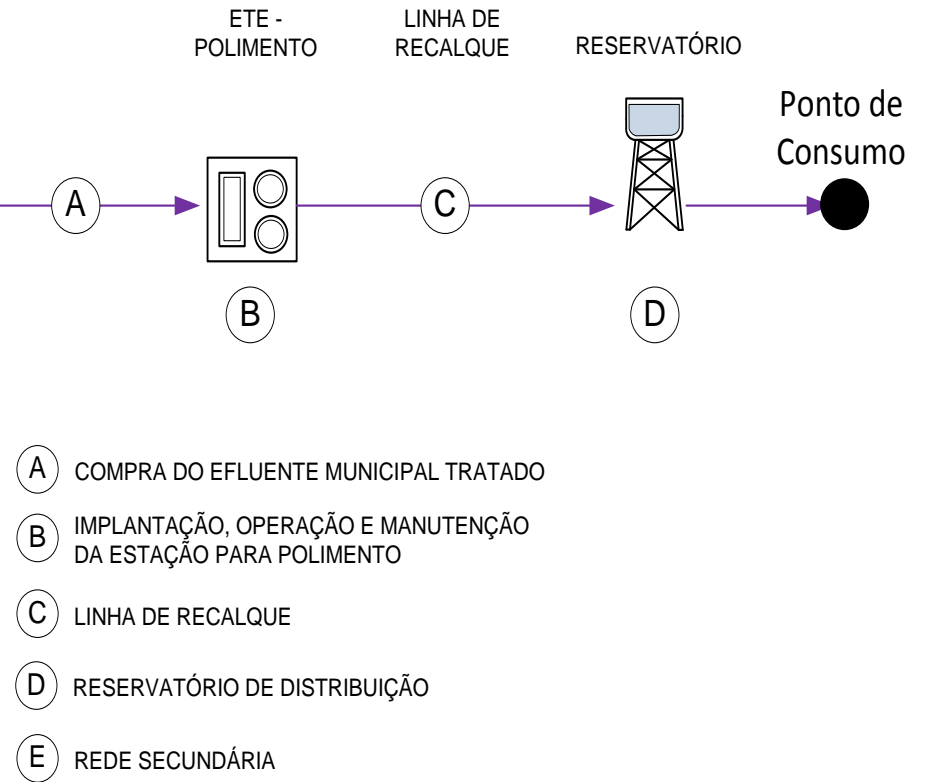 ETE -
POLIMENTO
LINHA DE
RECALQUE
RESERVATÓRIO
Ponto de
Consumo
A
C
B
D
A COMPRA DO EFLUENTE MUNICIPAL TRATADO
B IMPLANTAÇÃO, OPERAÇÃO E MANUTENÇÃO
DA ESTAÇÃO PARA POLIMENTO
C LINHA DE RECALQUE
D RESERVATÓRIO DE DISTRIBUIÇÃO
E REDE SECUNDÁRIA